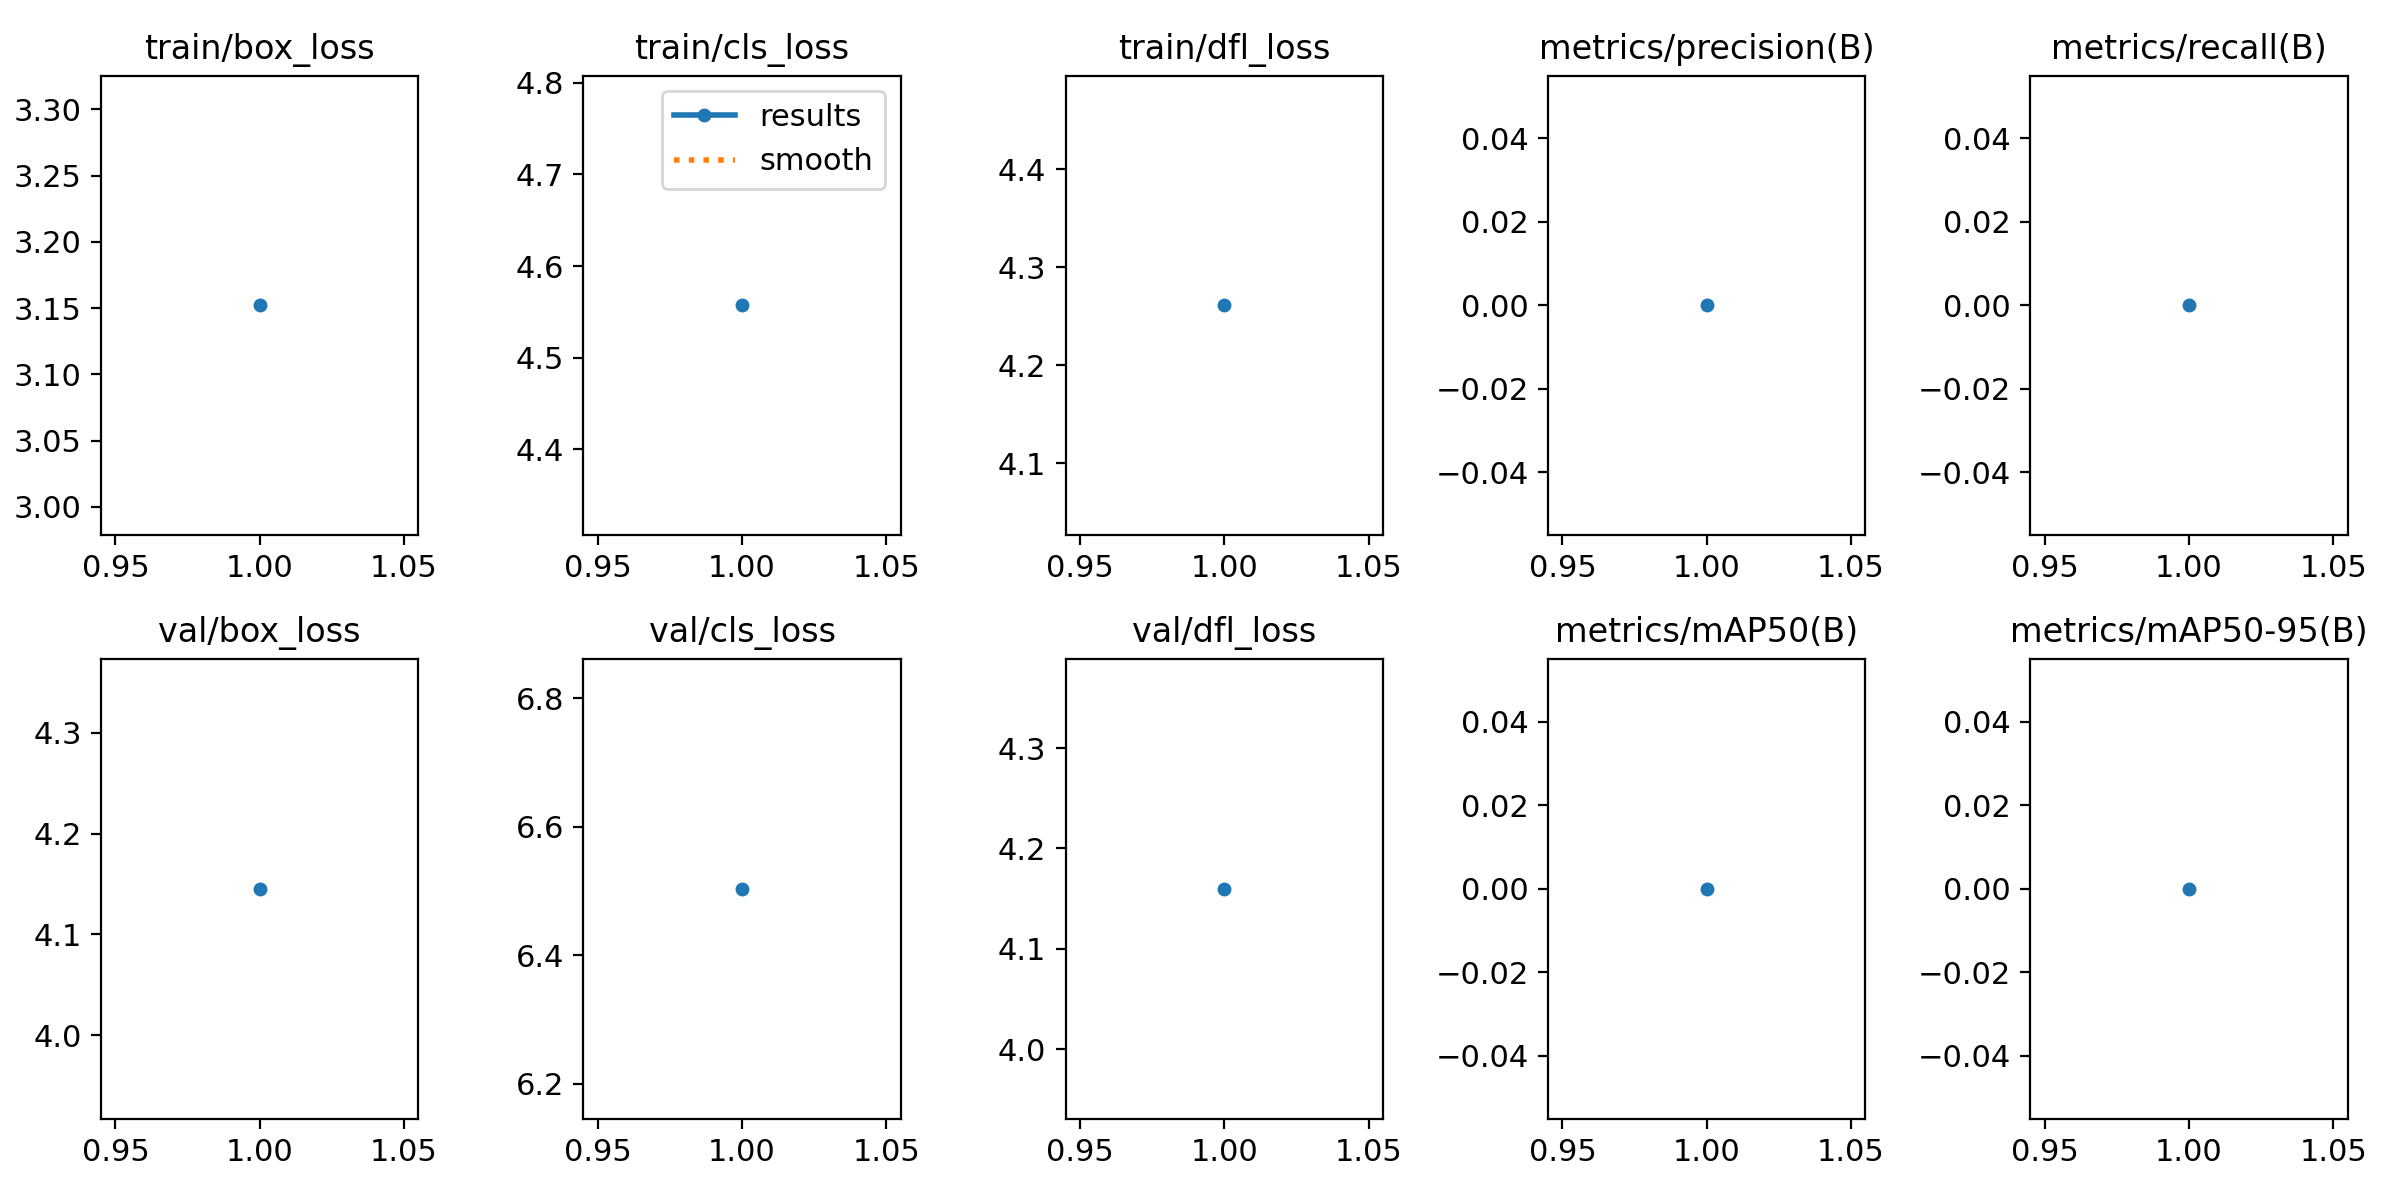 train/box_loss
3.30
3.25
3.20
3.15
3.10
3.05
3.00
0.95 1.00 1.05
train/cls_loss
results
smooth
4.8
4.7
4.6
4.5
4.4
0.95 1.00 1.05
train/dfl_loss
4.4
4.3
4.2
4.1
0.95 1.00 1.05
metrics/precision(B)
0.04
0.02
0.00
−0.02
−0.04
0.95 1.00 1.05
metrics/recall(B)
0.04
0.02
0.00
−0.02
−0.04
0.95 1.00 1.05
val/box_loss
4.3
4.2
4.1
4.0
0.95 1.00 1.05
val/cls_loss
6.8
6.6
6.4
6.2
0.95 1.00 1.05
val/dfl_loss
4.3
4.2
4.1
4.0
0.95 1.00 1.05
metrics/mAP50(B)
0.04
0.02
0.00
−0.02
−0.04
0.95 1.00 1.05
metrics/mAP50-95(B)
0.04
0.02
0.00
−0.02
−0.04
0.95 1.00 1.05